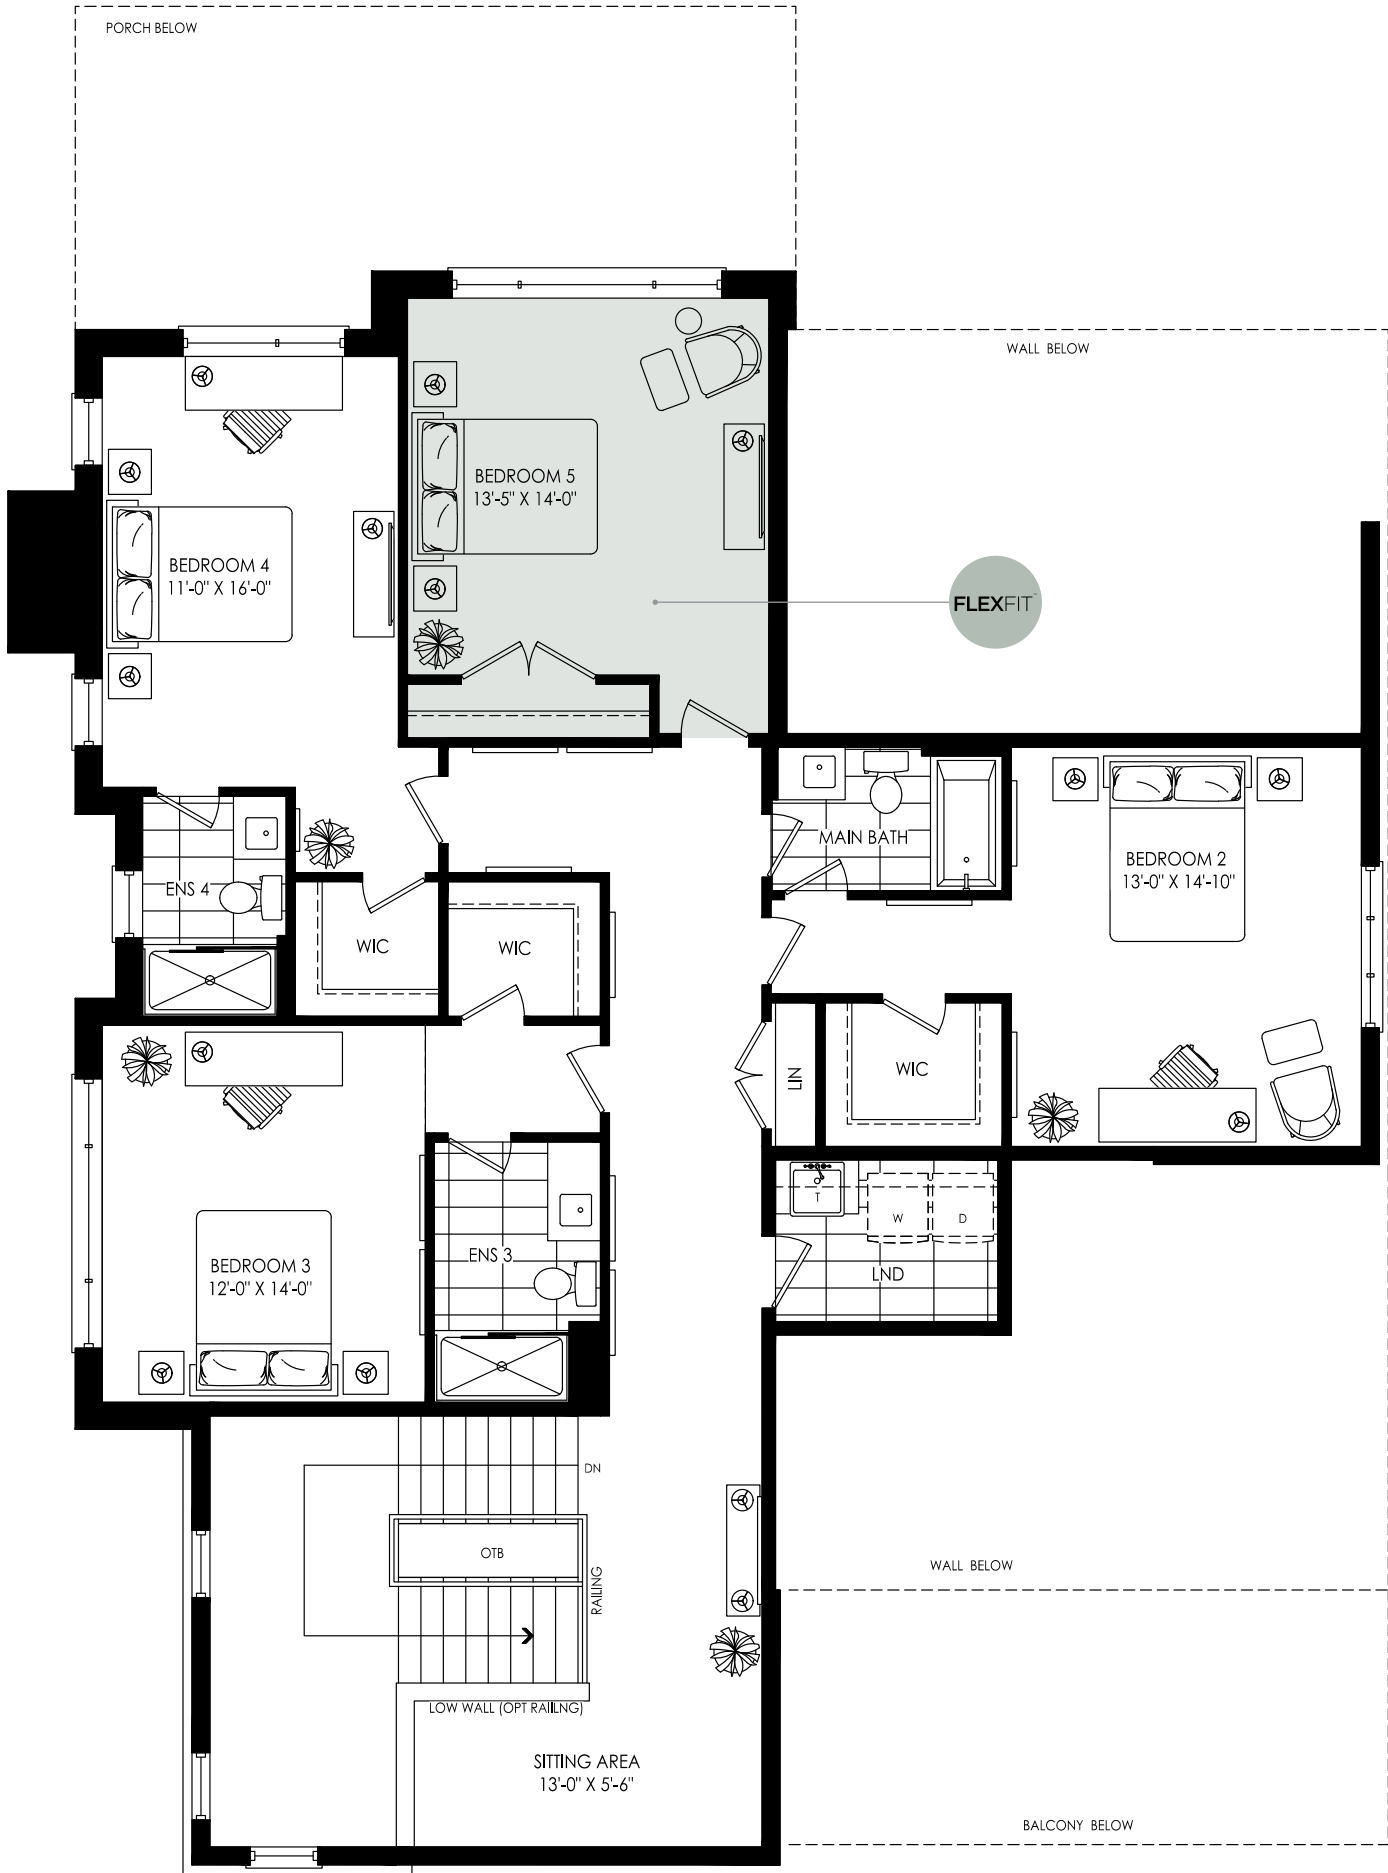 PORCH BELOW
WALL BELOW
BEDROOM 5
13'-5" X 14'-0"
BEDROOM 4
11'-0" X 16'-0"
FLEXFIT™
MAIN BATH
BEDROOM 2
13'-0" X 14'-10"
ENS 4
WIC
WIC
WIC
LIN
T
W
D
LND
ENS 3
BEDROOM 3
12'-0" X 14'-0"
DN
OTB
RAILING
WALL BELOW
LOW WALL (OPT RAILNG)
SITTING AREA
13'-0" X 5'-6"
BALCONY BELOW